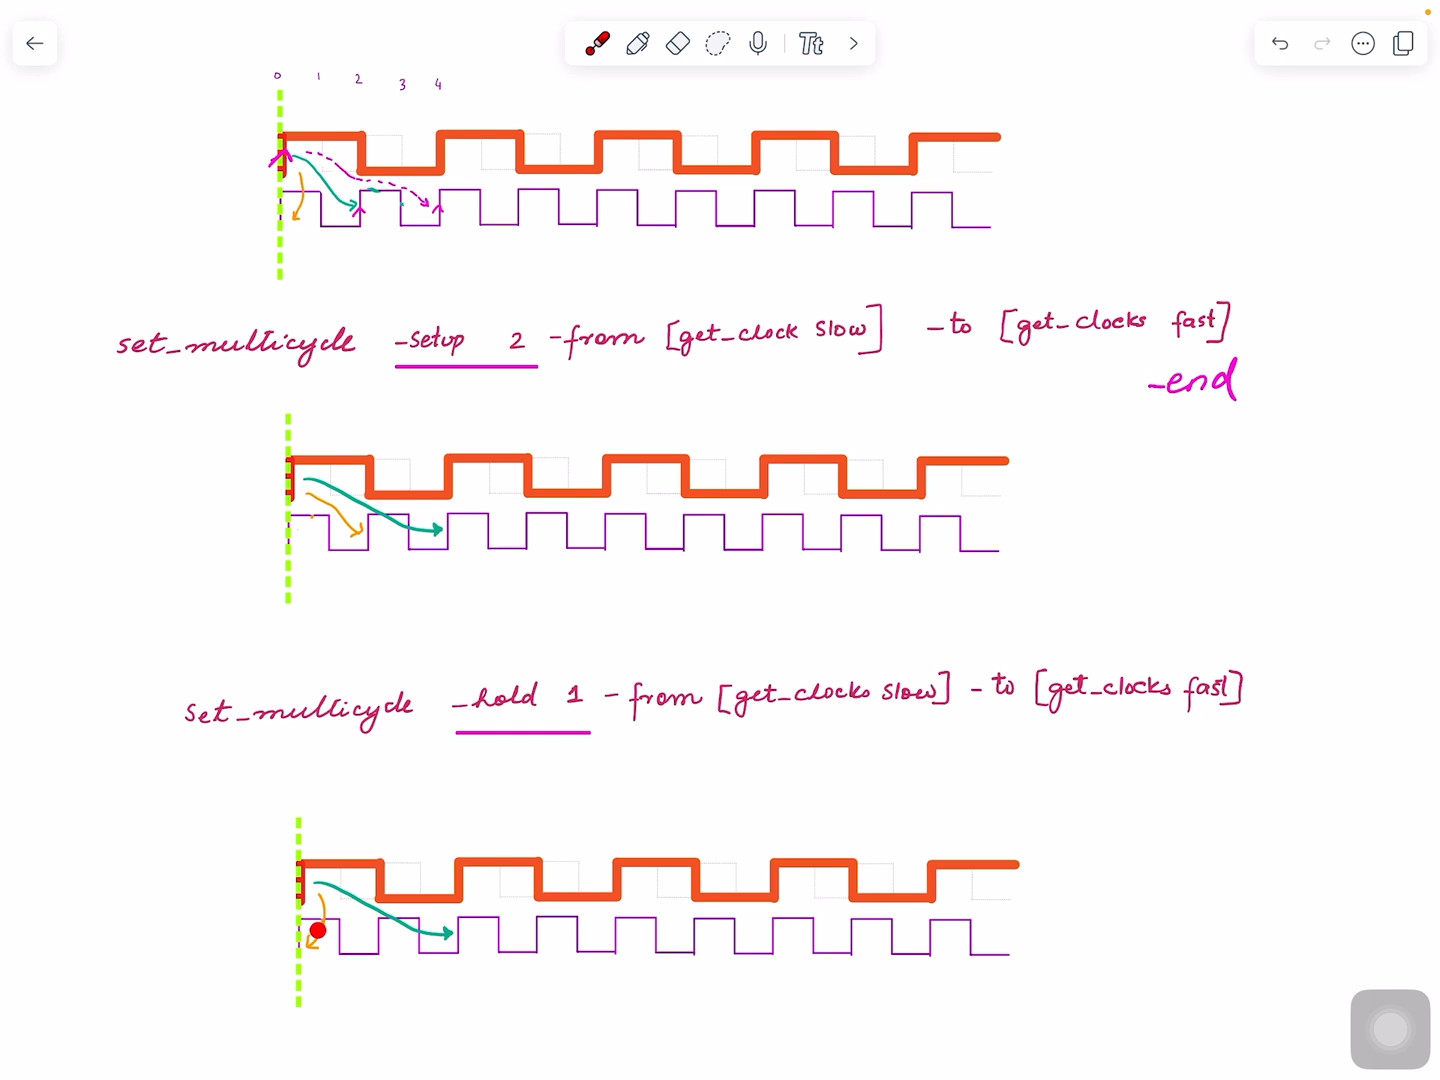 Tt
0 1 2 3 4
set_multicycle -setup 2 -from [get_clock slow] -to [get_clocks fast]
-end
set_multicycle -hold 1 -from [get_clocks slow] -to [get_clocks fast]